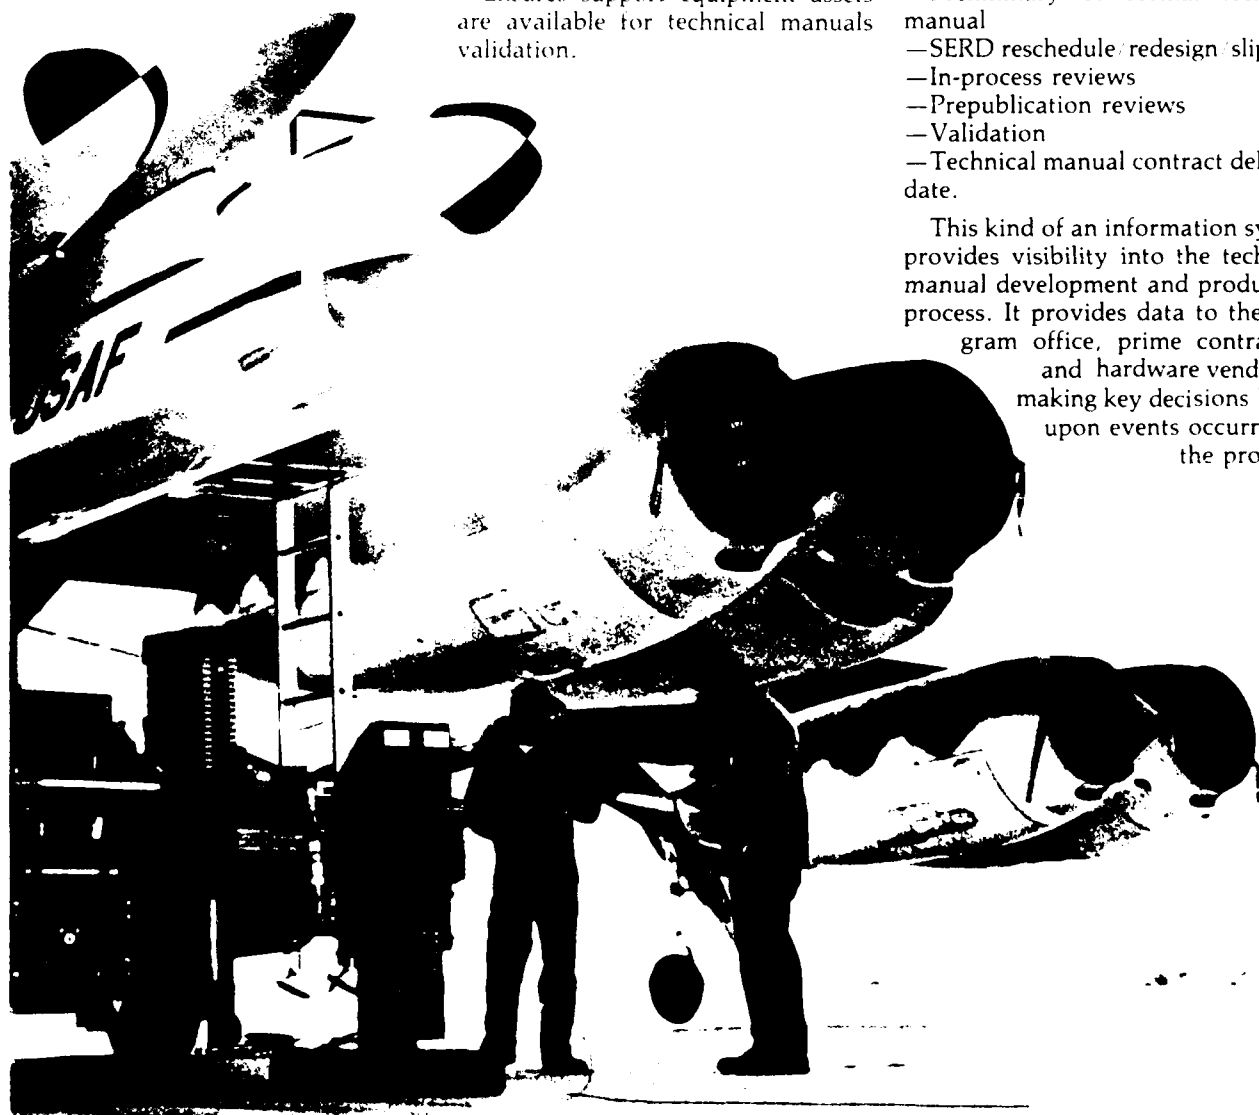 support equipment assets
are available for technical manuals
validation.
manual
—SERD reschedule/redesign/slip
—In-process reviews
—Prepublication reviews
—Validation
—Technical manual contract del
date.
This kind of an information sy
provides visibility into the tech
manual development and produ
process. It provides data to the
gram office, prime contra
and hardware vend
making key decisions
upon events occurr
the pro
USAF